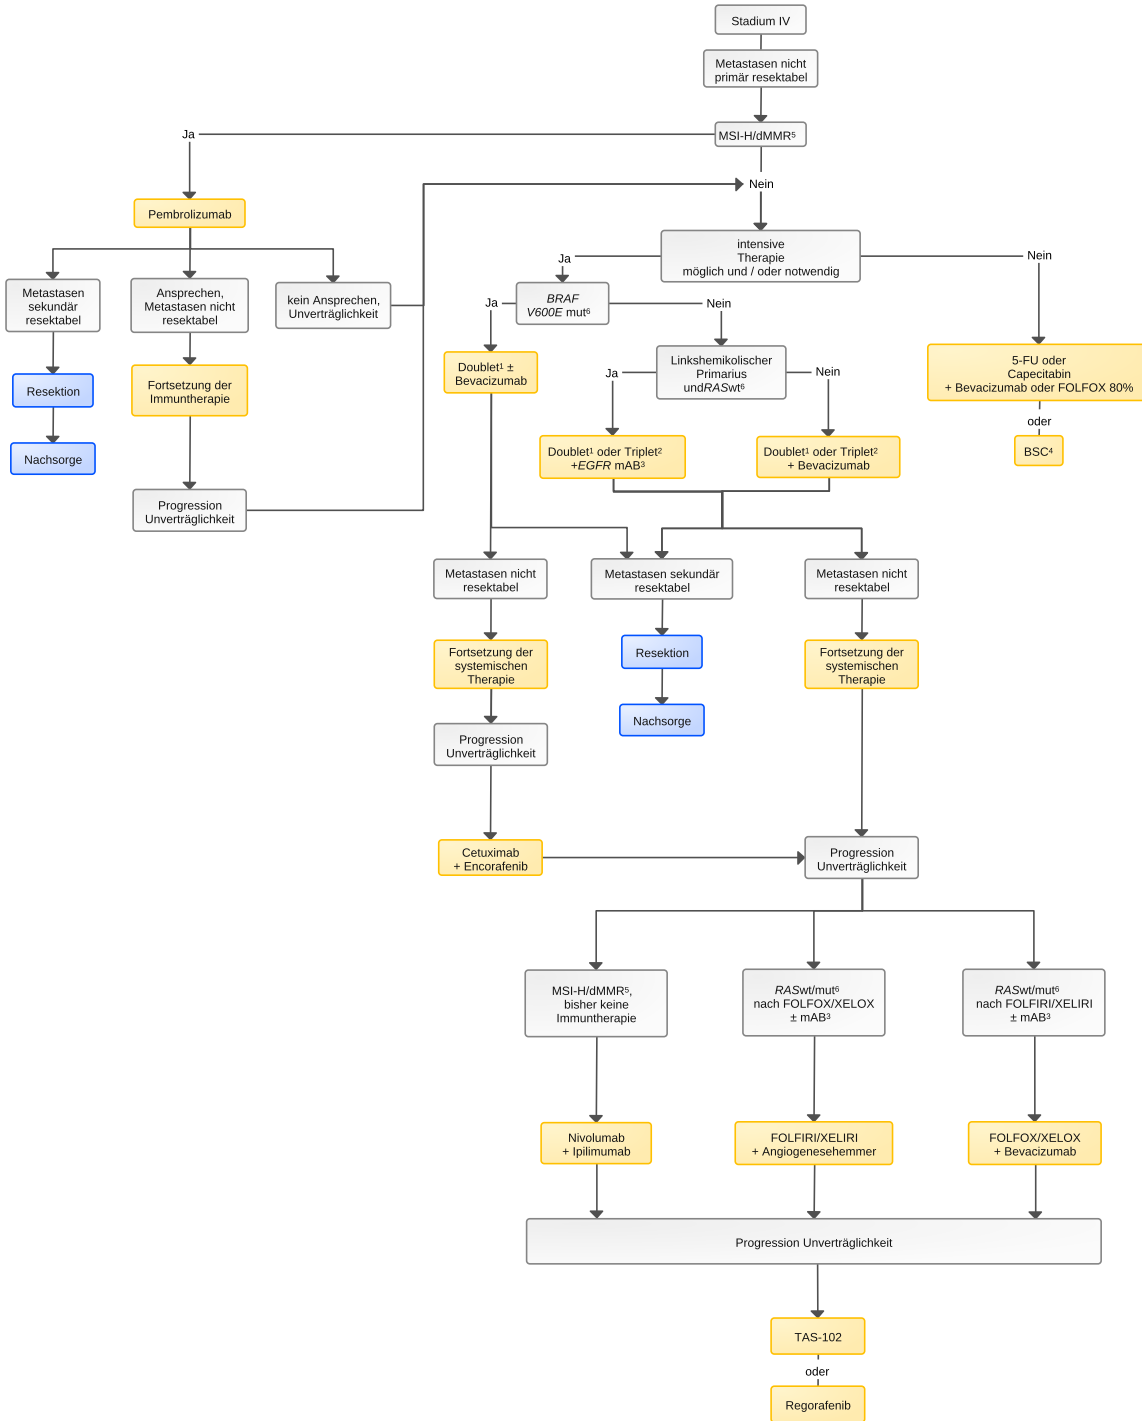 Stadium IV
Metastasen nicht
primär resektabel
Ja
MSI-H/dMMR⁵
Nein
Pembrolizumab
Metastasen
sekundär
resektabel
Ansprechen,
Metastasen nicht
resektabel
kein Ansprechen,
Unverträglichkeit
Resektion
Nachsorge
Fortsetzung der
Immuntherapie
Progression
Unverträglichkeit
intensive
Therapie
möglich und / oder notwendig
Ja
Nein
BRAF
V600E mut⁶
Ja
Nein
Doublet¹ ±
Bevacizumab
Linkshemikolischer
Primarius
undRASwt⁶
Ja
Nein
5-FU oder
Capecitabin
+ Bevacizumab oder FOLFOX 80%
oder
BSC⁴
Doublet¹ oder Triplet²
+EGFR mAB³
Doublet¹ oder Triplet²
+ Bevacizumab
Metastasen nicht
resektabel
Metastasen sekundär
resektabel
Metastasen nicht
resektabel
Fortsetzung der
systemischen
Therapie
Resektion
Nachsorge
Fortsetzung der
systemischen
Therapie
Progression
Unverträglichkeit
Cetuximab
+ Encorafenib
Progression
Unverträglichkeit
MSI-H/dMMR⁵,
bisher keine
Immuntherapie
RASwt/mut⁶
nach FOLFOX/XELOX
± mAB³
RASwt/mut⁶
nach FOLFIRI/XELIRI
± mAB³
Nivolumab
+ Ipilimumab
FOLFIRI/XELIRI
+ Angiogenesehemmer
FOLFOX/XELOX
+ Bevacizumab
Progression Unverträglichkeit
TAS-102
oder
Regorafenib